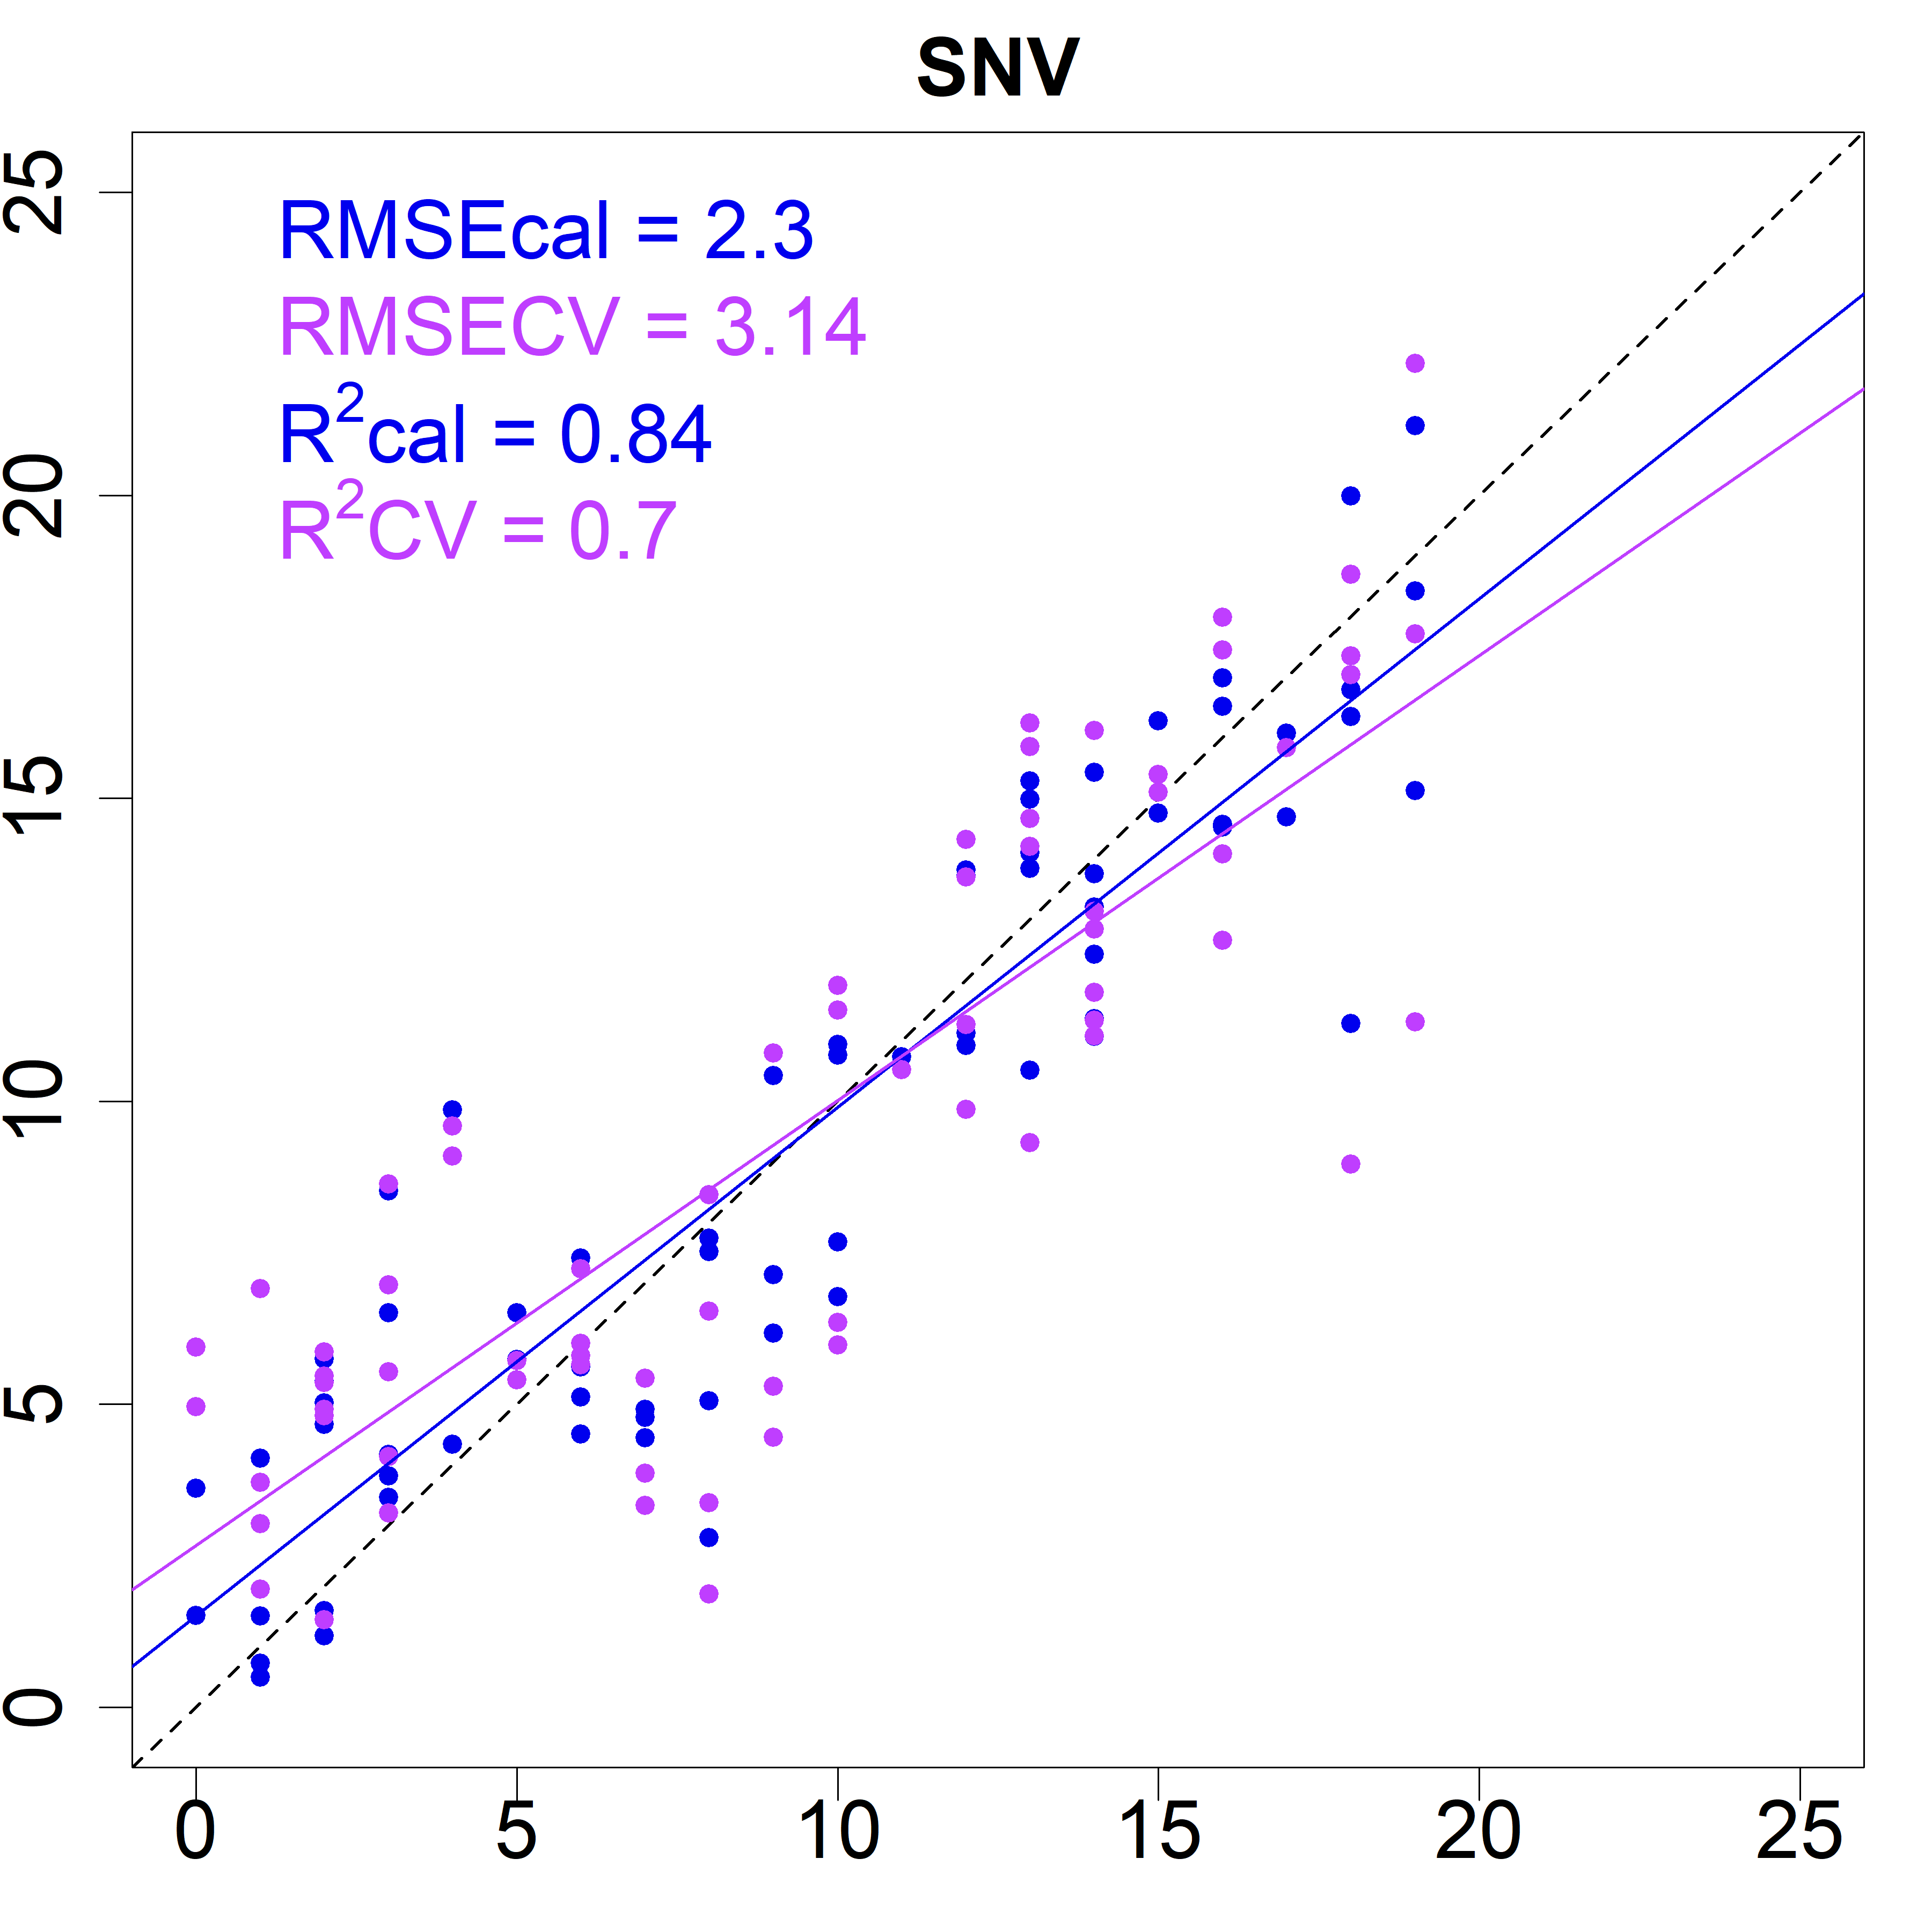 SNV
RMSEcal = 2.3
RMSECV = 3.14
R²cal = 0.84
R²CV = 0.7
25
20
15
10
5
0
0 5 10 15 20 25